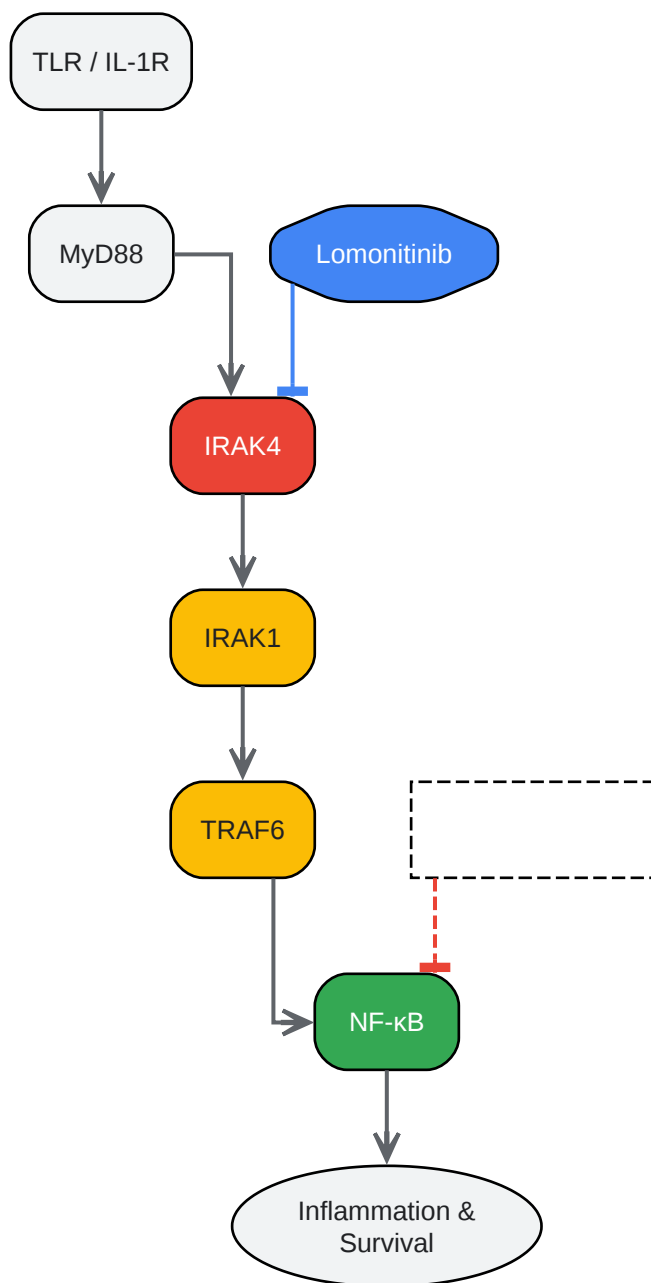 TLR / IL-1R
MyD88
Lomonitinib
IRAK4
IRAK1
TRAF6
NF-κB
Inflammation &
Survival